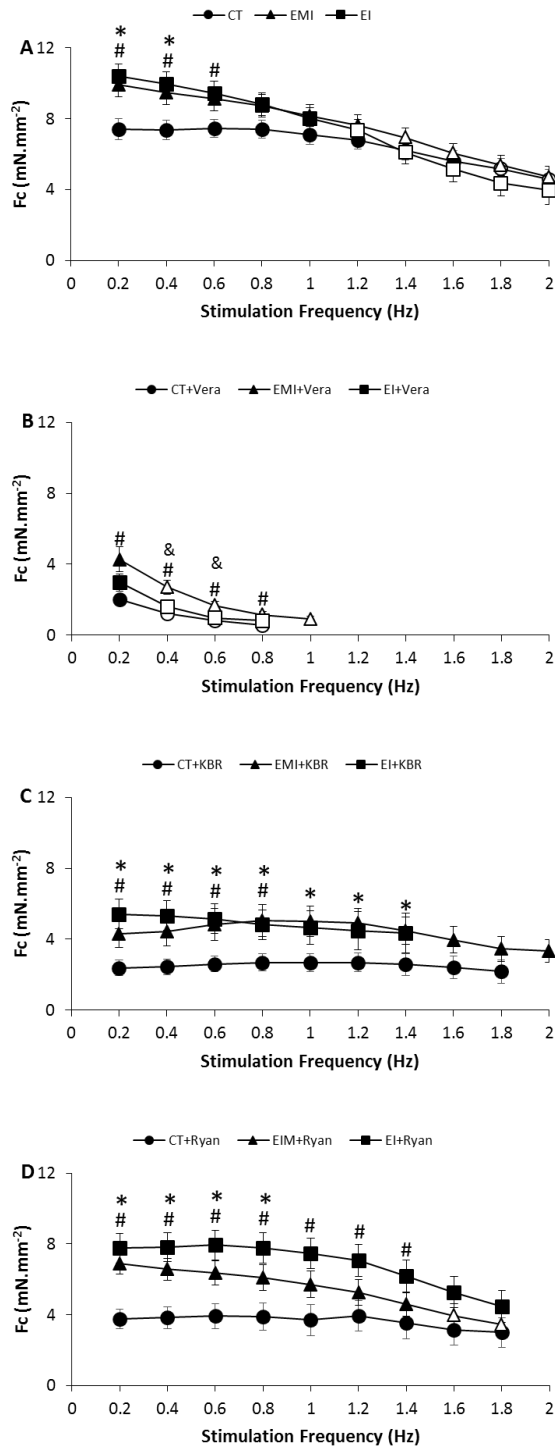 CT EMI EI
A
* *
# # #
12
8
4
0
Fc (mN.mm-2)
0 0.2 0.4 0.6 0.8 1 1.2 1.4 1.6 1.8 2
Stimulation Frequency (Hz)
CT+Vera EMI+Vera EI+Vera
B
12
8
4
0
Fc (mN.mm-2)
& &
# # # #
0 0.2 0.4 0.6 0.8 1 1.2 1.4 1.6 1.8 2
Stimulation Frequency (Hz)
CT+KBR EMI+KBR EI+KBR
C
12
8
4
0
Fc (mN.mm-2)
* * * * * * *
# # # #
0 0.2 0.4 0.6 0.8 1 1.2 1.4 1.6 1.8 2
Stimulation Frequency (Hz)
CT+Ryan EIM+Ryan EI+Ryan
D
12
8
4
0
Fc (mN.mm-2)
* * * *
# # # # # # #
0 0.2 0.4 0.6 0.8 1 1.2 1.4 1.6 1.8 2
Stimulation Frequency (Hz)